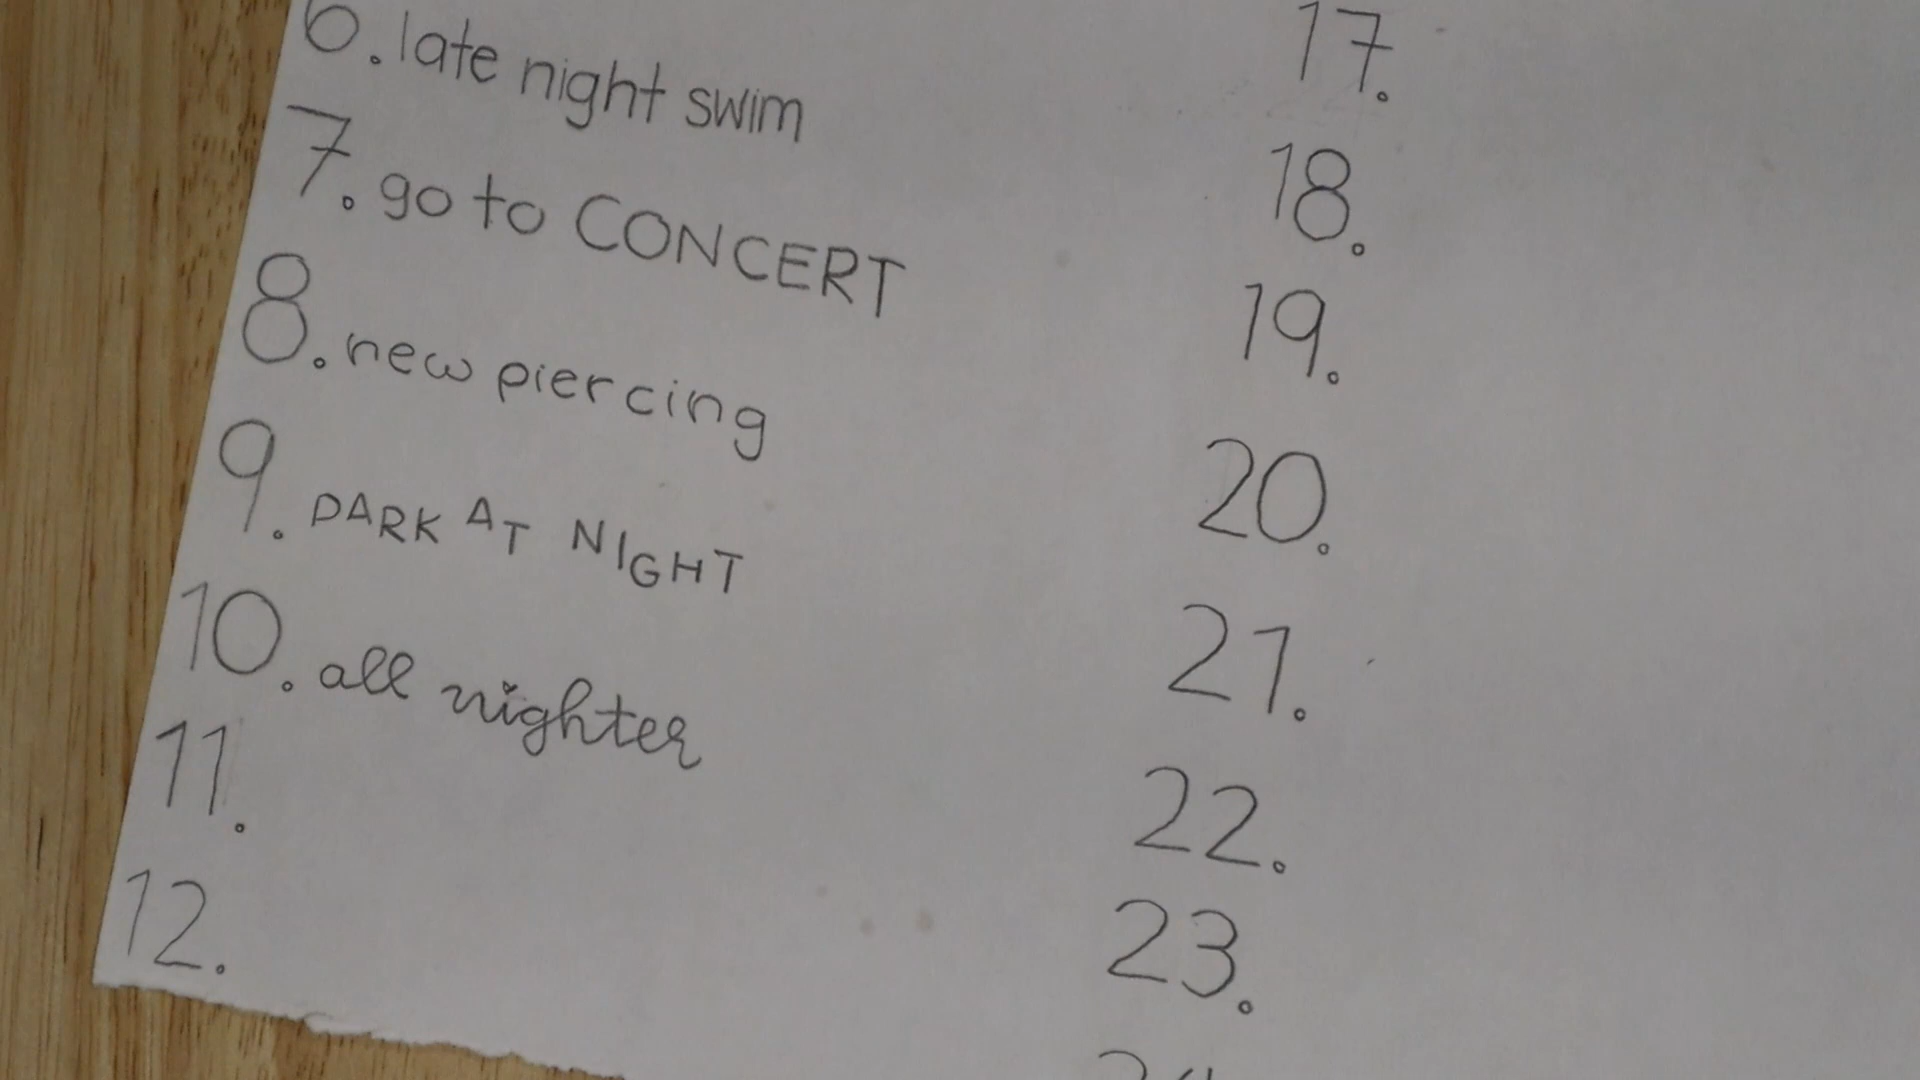 6. late night swim
7. go to CONCERT
8. new piercing
9. DARK AT NIGHT
10. all nighter
11.
12.
17.
18.
19.
20.
21.
22.
23.